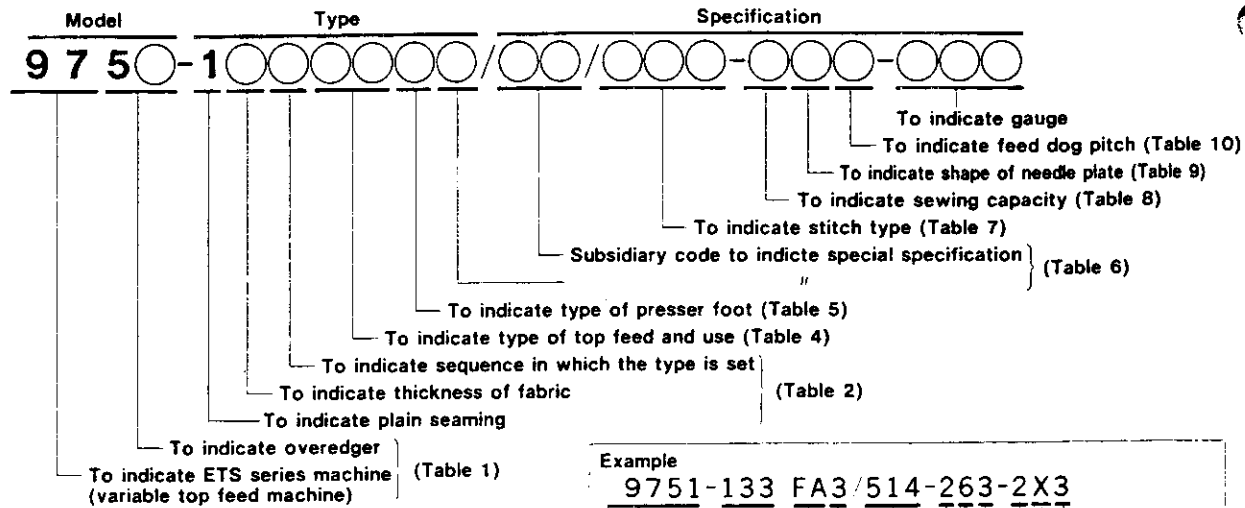 Model Type Specification
975○-1○○○○○○/○○/○○○-○○○-○○○
To indicate gauge
To indicate feed dog pitch (Table 10)
To indicate shape of needle plate (Table 9)
To indicate sewing capacity (Table 8)
To indicate stitch type (Table 7)
Subsidiary code to indicte special specification (Table 6)
〃
To indicate type of presser foot (Table 5)
To indicate type of top feed and use (Table 4)
To indicate sequence in which the type is set
To indicate thickness of fabric (Table 2)
To indicate plain seaming
To indicate overedger
To indicate ETS series machine (Table 1)
(variable top feed machine)
Example
9751-133 FA3/514-263-2X3